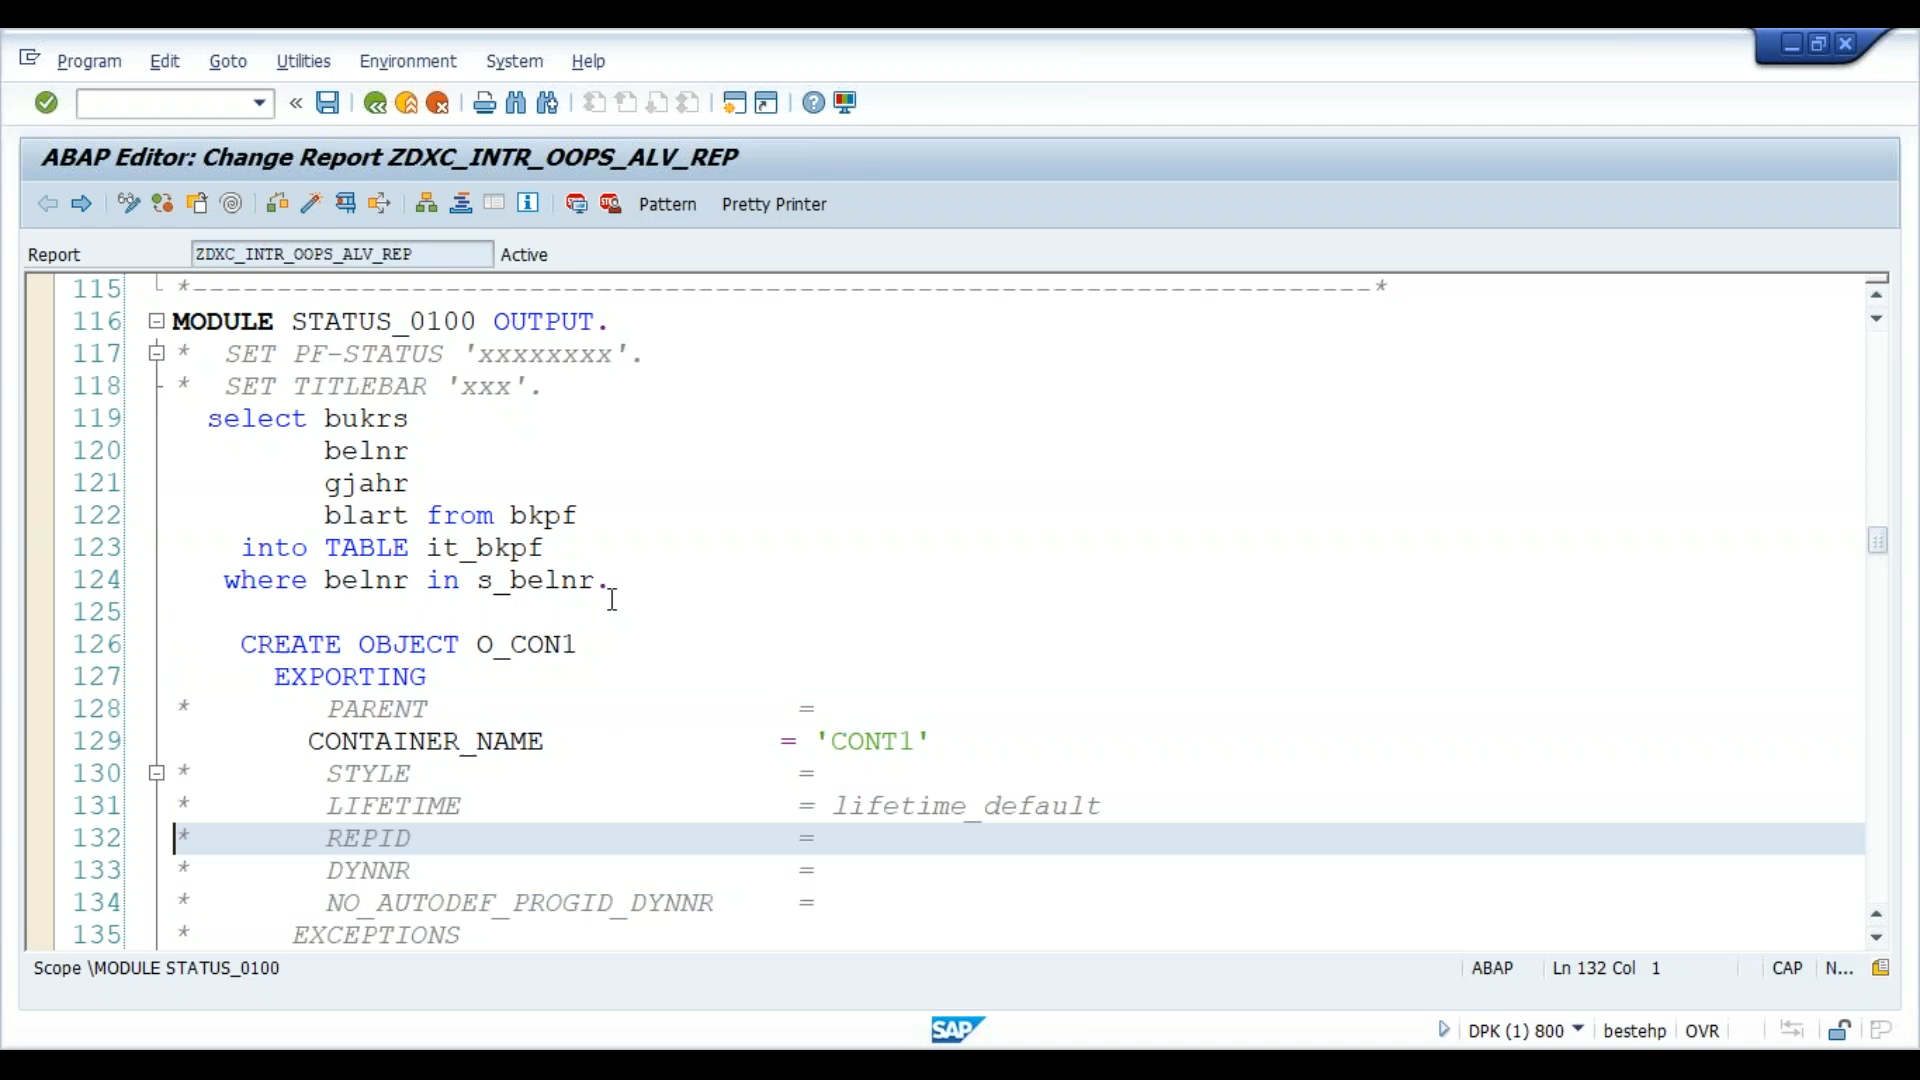 Program Edit Goto Utilities Environment System Help
ABAP Editor: Change Report ZDXC_INTR_OOPS_ALV_REP
Pattern Pretty Printer
Report ZDXC_INTR_OOPS_ALV_REP Active
115 *----------------------------------------------------------------------*
116 MODULE STATUS_0100 OUTPUT.
117 * SET PF-STATUS 'xxxxxxxx'.
118 * SET TITLEBAR 'xxx'.
119 select bukrs
120 belnr
121 gjahr
122 blart from bkpf
123 into TABLE it_bkpf
124 where belnr in s_belnr.
125
126 CREATE OBJECT O_CON1
127 EXPORTING
128 * PARENT =
129 CONTAINER_NAME = 'CONT1'
130 * STYLE =
131 * LIFETIME = lifetime_default
132 * REPID =
133 * DYNNR =
134 * NO_AUTODEF_PROGID_DYNNR =
135 * EXCEPTIONS
Scope \MODULE STATUS_0100 ABAP Ln 132 Col 1 CAP N...
SAP DPK (1) 800 bestehp OVR